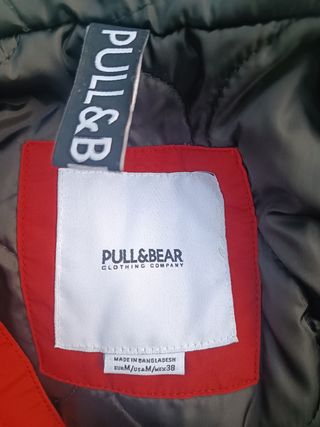 PULL&B
PULL&BEAR
CLOTHING COMPANY
MADE IN BANGLADESH
EUR M/USA M/MEX 38